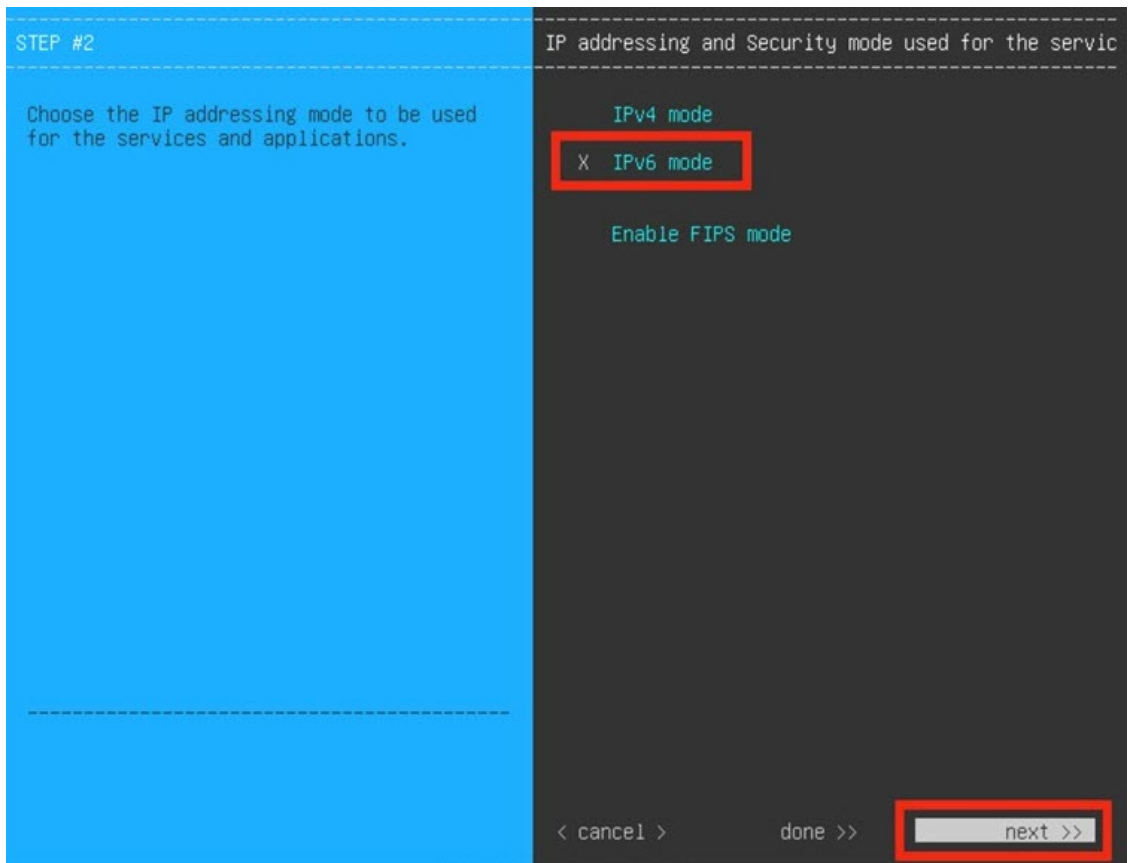 STEP #2
Choose the IP addressing mode to be used
for the services and applications.
IP addressing and Security mode used for the servic
IPv4 mode
X IPv6 mode
Enable FIPS mode
< cancel > done >> next >>